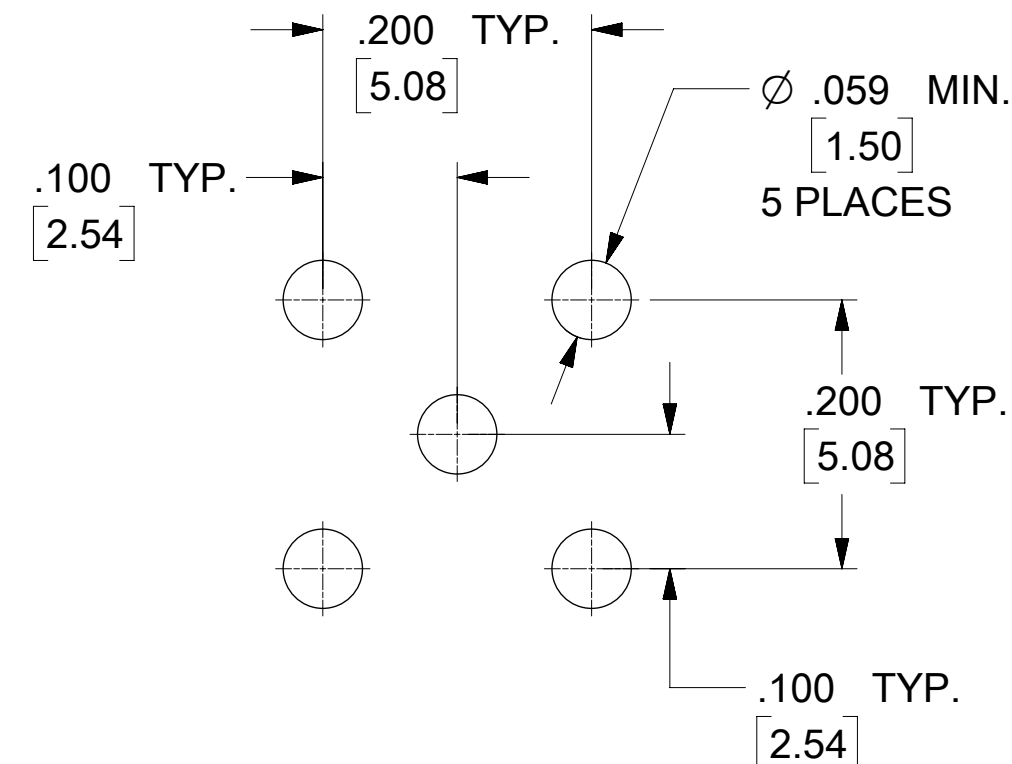 .200 TYP.
[5.08]
Ø .059 MIN.
[1.50]
5 PLACES
.100 TYP.
[2.54]
.200 TYP.
[5.08]
.100 TYP.
[2.54]